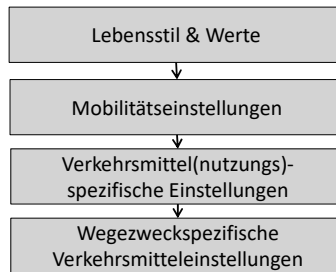 Lebensstil & Werte
Mobilitätseinstellungen
Verkehrsmittel(nutzungs)-
spezifische Einstellungen
Wegezweckspezifische
Verkehrsmitteleinstellungen